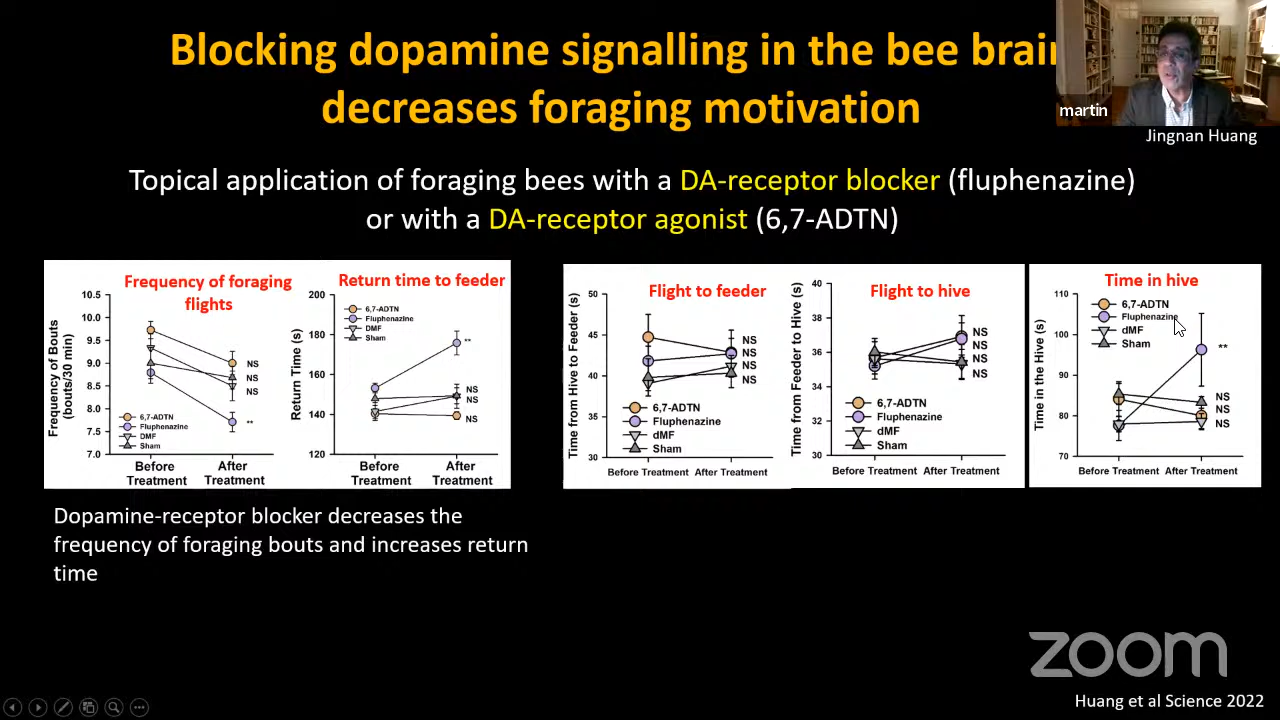 Blocking dopamine signalling in the bee brain
decreases foraging motivation
martin
Jingnan Huang
Topical application of foraging bees with a DA-receptor blocker (fluphenazine)
or with a DA-receptor agonist (6,7-ADTN)
Frequency of foraging
flights
Frequency of Bouts
(bouts/30 min)
10.5
10.0
9.5
9.0
8.5
8.0
7.5
7.0
NS
NS
NS
**
6,7-ADTN
Fluphenazine
DMF
Sham
Before
Treatment
After
Treatment
Return time to feeder
Return Time (s)
200
180
160
140
120
6,7-ADTN
Fluphenazine
DMF
Sham
**
NS
NS
NS
Before
Treatment
After
Treatment
Flight to feeder
Time from Hive to Feeder (s)
50
45
40
35
30
NS
NS
NS
NS
6,7-ADTN
Fluphenazine
dMF
Sham
Before Treatment
After Treatment
Flight to hive
Time from Feeder to Hive (s)
40
38
36
34
32
30
NS
NS
NS
NS
6,7-ADTN
Fluphenazine
dMF
Sham
Before Treatment
After Treatment
Time in hive
Time in the Hive (s)
110
100
90
80
70
6,7-ADTN
Fluphenazine
dMF
Sham
**
NS
NS
NS
Before Treatment
After Treatment
Dopamine-receptor blocker decreases the
frequency of foraging bouts and increases return
time
zoom
Huang et al Science 2022